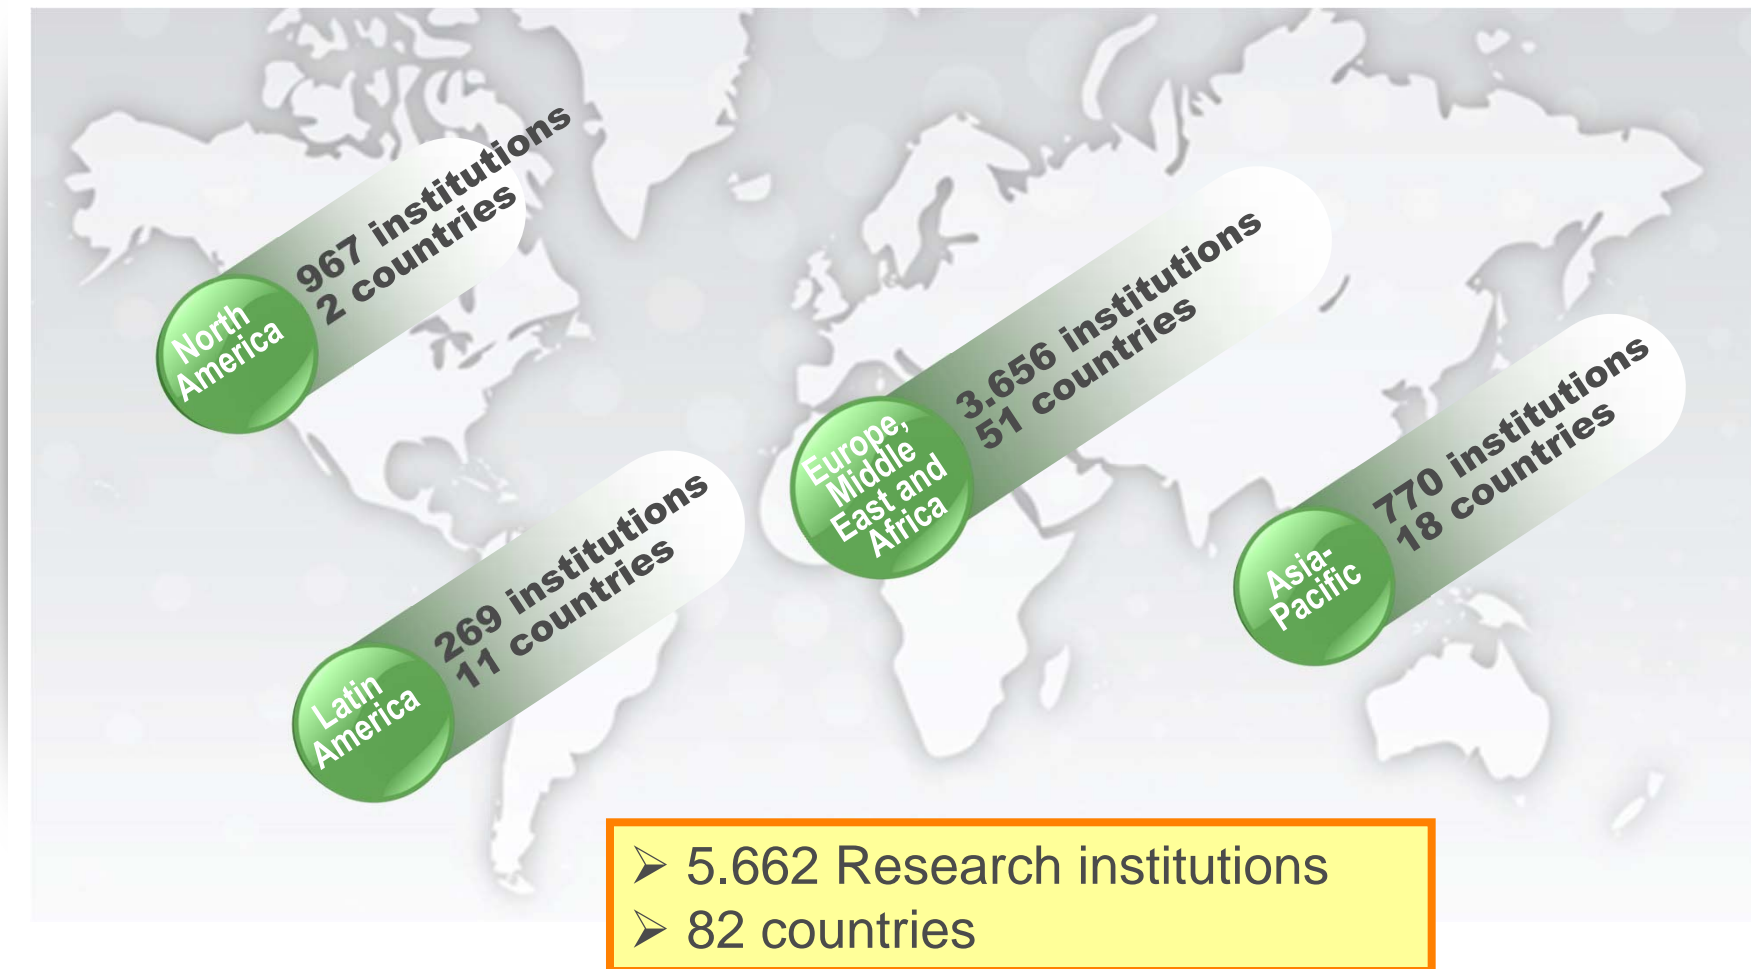 967 institutions
2 countries
North
America
3.656 institutions
51 countries
Europe,
Middle
East and
Africa
770 institutions
18 countries
Asia-
Pacific
269 institutions
11 countries
Latin
America
➢ 5.662 Research institutions
➢ 82 countries